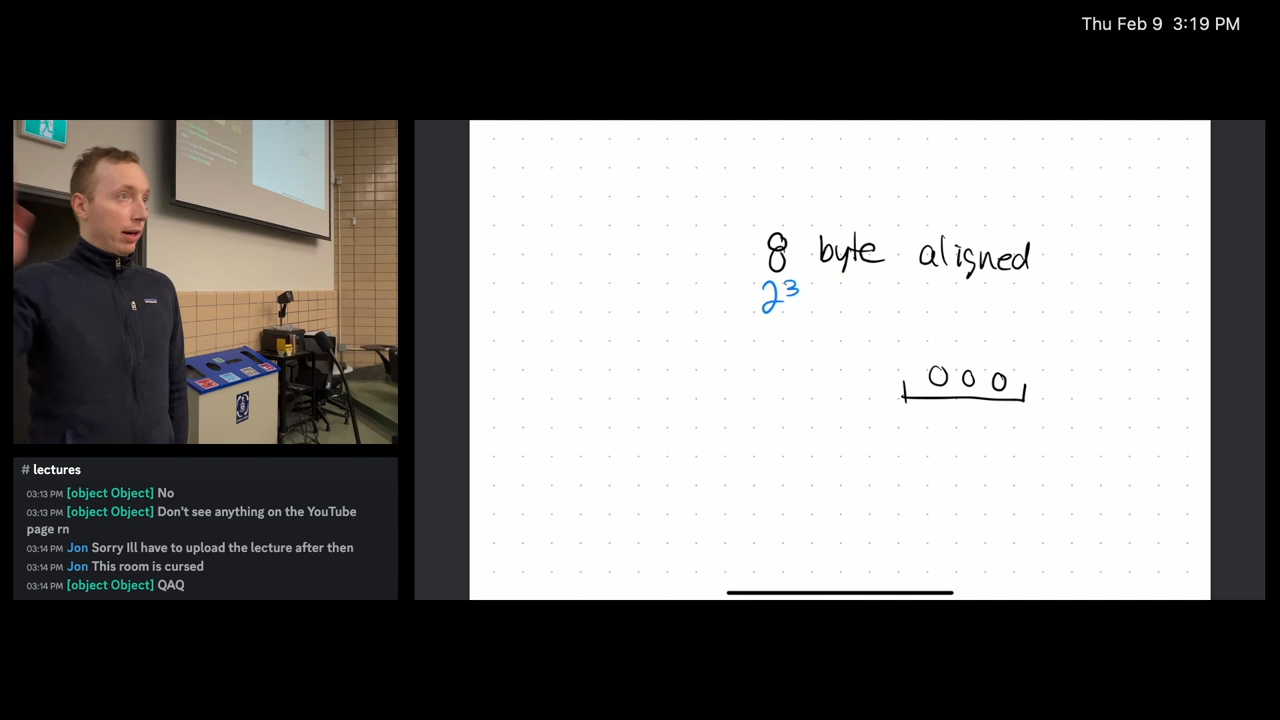 Thu Feb 9 3:19 PM
8 byte aligned
2³
0 0 0
# lectures
03:13 PM [object Object] No
03:13 PM [object Object] Don't see anything on the YouTube
page rn
03:14 PM Jon Sorry Ill have to upload the lecture after then
03:14 PM Jon This room is cursed
03:14 PM [object Object] QAQ